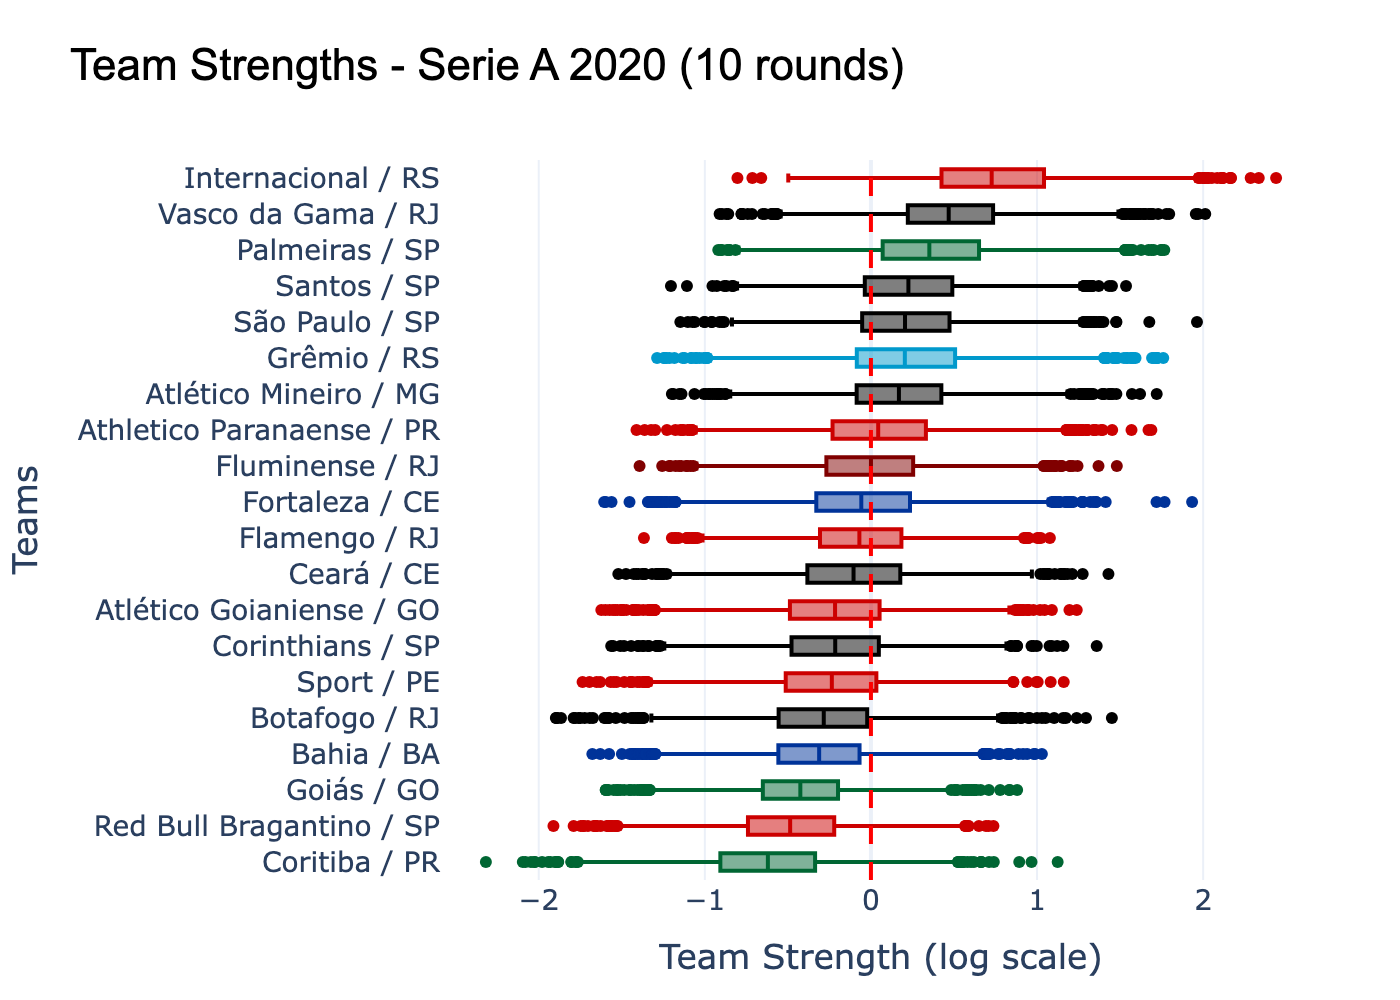 Team Strengths - Serie A 2020 (10 rounds)
Internacional / RS
Vasco da Gama / RJ
Palmeiras / SP
Santos / SP
São Paulo / SP
Grêmio / RS
Atlético Mineiro / MG
Athletico Paranaense / PR
Fluminense / RJ
Fortaleza / CE
Flamengo / RJ
Ceará / CE
Atlético Goianiense / GO
Corinthians / SP
Sport / PE
Botafogo / RJ
Bahia / BA
Goiás / GO
Red Bull Bragantino / SP
Coritiba / PR
Teams
−2 −1 0 1 2
Team Strength (log scale)